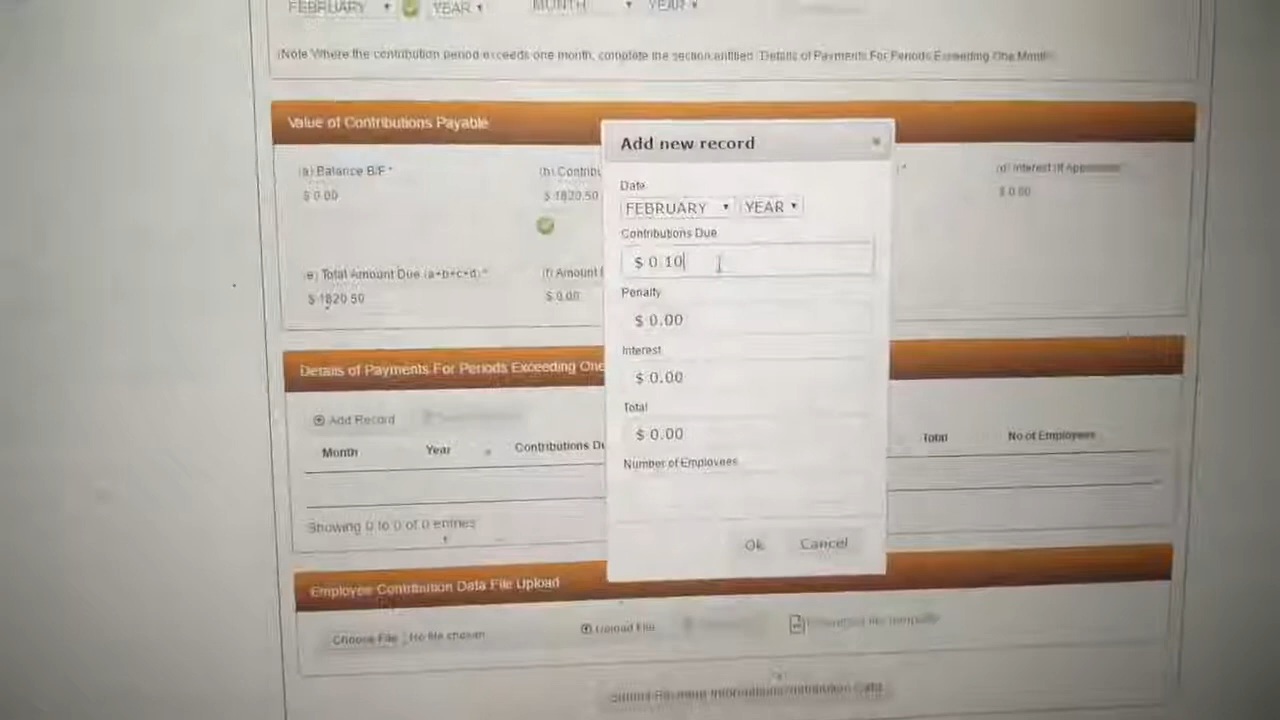 FEBRUARY YEAR MONTH YEAR
(Note Where the contribution period exceeds one month, complete the section entitled Details of Payments For Periods Exceeding One Month
Value of Contributions Payable
(a) Balance B/F *
$ 0.00
(b) Contribu
$ 1820.50
(d) Interest (If Applicable)
$ 0.00
(e) Total Amount Due (a+b+c+d) *
$ 1820.50
(f) Amount
$ 0.00
Add new record
Date
FEBRUARY YEAR
Contributions Due
$ 0.10
Penalty
$ 0.00
Interest
$ 0.00
Total
$ 0.00
Number of Employees
Ok Cancel
Details of Payments For Periods Exceeding One
Add Record
Month Year Contributions Du Total No of Employees
Showing 0 to 0 of 0 entries
Employee Contribution Data File Upload
Choose File No file chosen Upload File